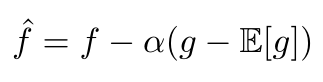 f̂ = f − α(g − 𝔼[g])